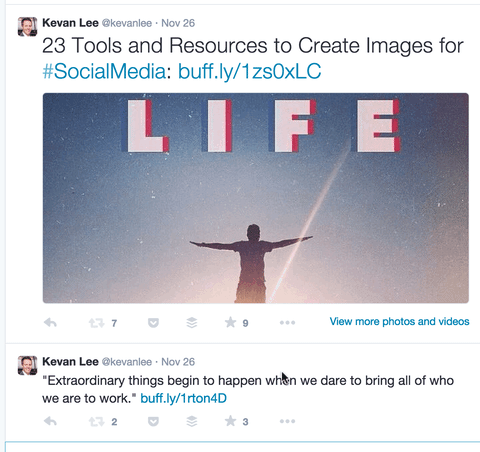 Kevan Lee @kevanlee · Nov 26
23 Tools and Resources to Create Images for
#SocialMedia: buff.ly/1zs0xLC
LIFE
7
9
View more photos and videos
Kevan Lee @kevanlee · Nov 26
"Extraordinary things begin to happen when we dare to bring all of who
we are to work." buff.ly/1rton4D
2
3